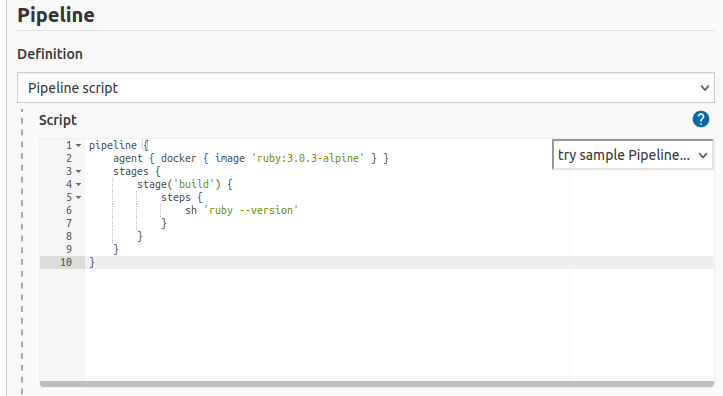 Pipeline
Definition
Pipeline script
Script
?
try sample Pipeline...
1 pipeline {
2     agent { docker { image 'ruby:3.0.3-alpine' } }
3     stages {
4         stage('build') {
5             steps {
6                 sh 'ruby --version'
7             }
8         }
9     }
10 }